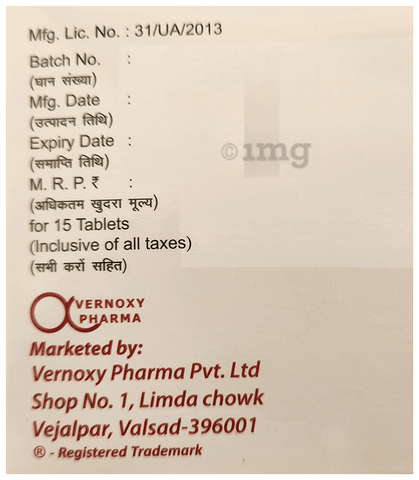 Mfg. Lic. No. : 31/UA/2013
Batch No. :
(घान संख्या)
Mfg. Date :
(उत्पादन तिथि)
Expiry Date :
(समाप्ति तिथि)
M. R. P. ₹ :
(अधिकतम खुदरा मूल्य)
for 15 Tablets
(Inclusive of all taxes)
(सभी करों सहित)
©1mg
VERNOXY
PHARMA
Marketed by:
Vernoxy Pharma Pvt. Ltd
Shop No. 1, Limda chowk
Vejalpar, Valsad-396001
® - Registered Trademark